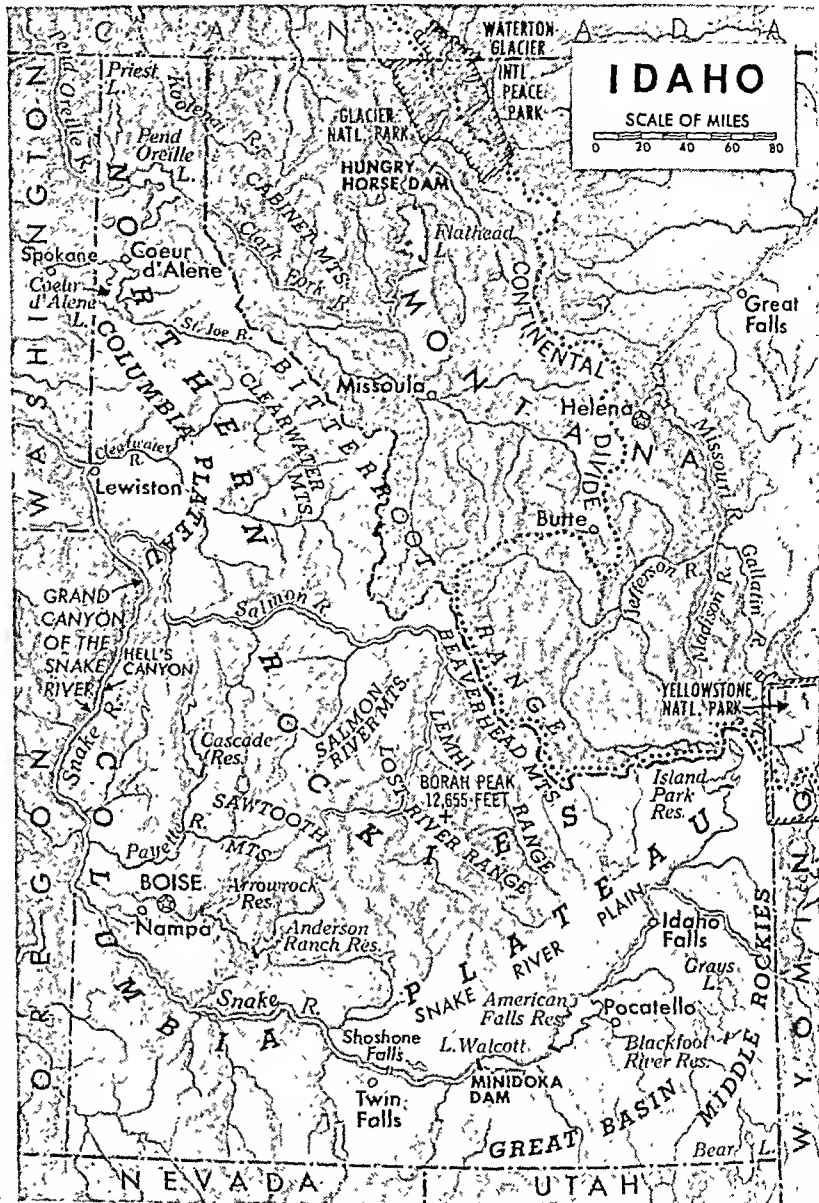 CANADA
WATERTON
GLACIER
INTL
PEACE
PARK
IDAHO
SCALE OF MILES
0 20 40 60 80
Pend Oreille R.
Priest
L.
Kootenai R.
Pend
Oreille
L.
GLACIER
NATL. PARK
HUNGRY
HORSE DAM
CABINET MTS.
Flathead
L.
Clark Fork R.
WASHINGTON
Spokane
Coeur
d'Alene
Coeur
d'Alene
L.
St. Joe R.
MONTANA
CONTINENTAL
DIVIDE
Great
Falls
Missoula
Helena
Missouri R.
Butte
NORTHERN
ROCKIES
COLUMBIA PLATEAU
CLEARWATER
MTS.
BITTERROOT
RANGE
Clearwater
R.
Lewiston
Jefferson R.
Madison R.
Gallatin R.
GRAND
CANYON
OF THE
SNAKE
RIVER
HELL'S
CANYON
Salmon R.
Snake R.
YELLOWSTONE
NATL. PARK
BEAVERHEAD MTS.
SALMON
RIVER MTS.
LEMHI RANGE
LOST RIVER RANGE
Cascade
Res.
BORAH PEAK
12,655 FEET
Island
Park
Res.
SAWTOOTH
MTS.
Payette
R.
OREGON
BOISE
Nampa
Arrowrock
Res.
Anderson
Ranch Res.
COLUMBIA
PLATEAU
SNAKE RIVER PLAIN
Idaho
Falls
Grays
L.
WYOMING
MIDDLE ROCKIES
Snake R.
American
Falls Res.
Pocatello
Blackfoot
River Res.
Shoshone
Falls
L. Walcott
MINIDOKA
DAM
Twin
Falls
GREAT BASIN
Bear L.
NEVADA
UTAH